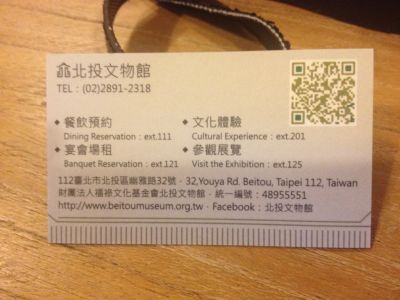 北投文物館
TEL：(02)2891-2318
◆ 餐飲預約
Dining Reservation：ext.111
◆ 文化體驗
Cultural Experience：ext.201
◆ 宴會場租
Banquet Reservation：ext.121
◆ 參觀展覽
Visit the Exhibition：ext.125
112臺北市北投區幽雅路32號・32,Youya Rd. Beitou, Taipei 112, Taiwan
財團法人福祿文化基金會北投文物館・統一編號：48955551
http://www.beitoumuseum.org.tw・Facebook：北投文物館